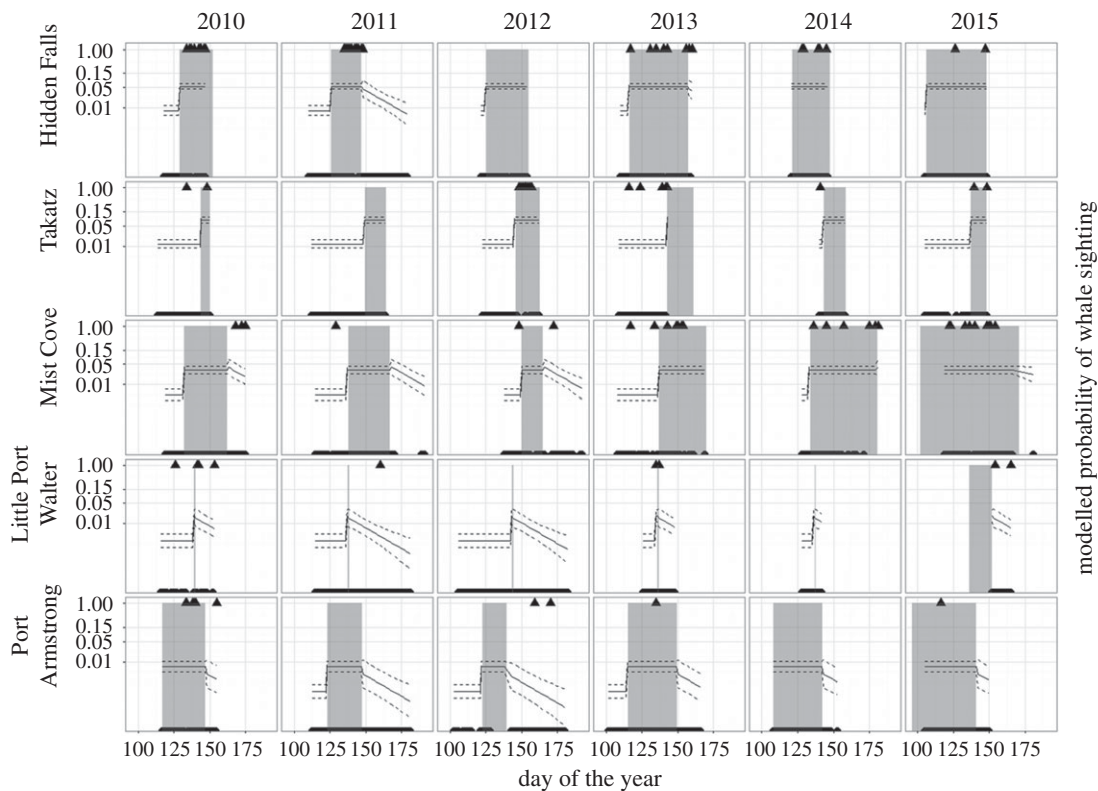 2010 2011 2012 2013 2014 2015
Hidden Falls
1.00
0.15
0.05
0.01
Takatz
1.00
0.15
0.05
0.01
Mist Cove
1.00
0.15
0.05
0.01
Little Port
Walter
1.00
0.15
0.05
0.01
Port
Armstrong
1.00
0.15
0.05
0.01
modelled probability of whale sighting
100 125 150 175 100 125 150 175 100 125 150 175 100 125 150 175 100 125 150 175 100 125 150 175
day of the year